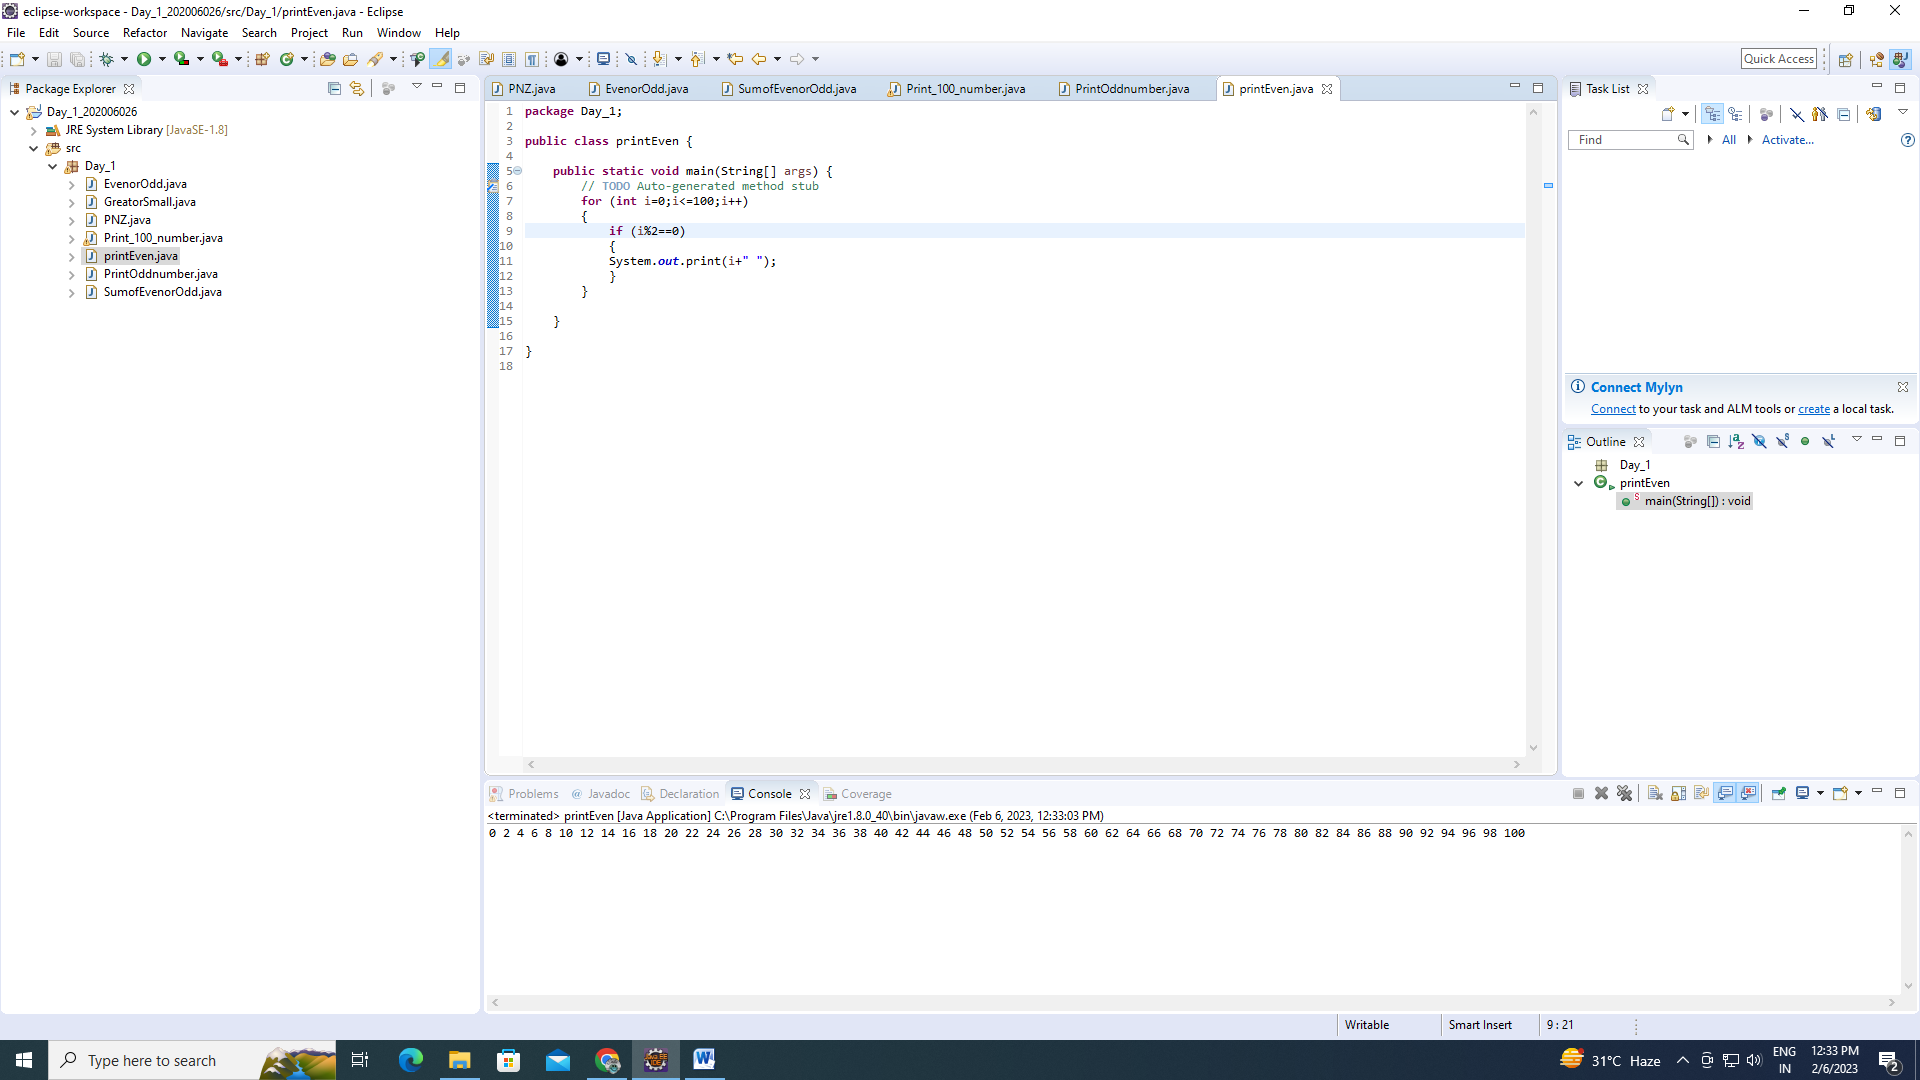 eclipse-workspace - Day_1_202006026/src/Day_1/printEven.java - Eclipse
File Edit Source Refactor Navigate Search Project Run Window Help
Quick Access
Package Explorer
Day_1_202006026
JRE System Library [JavaSE-1.8]
src
Day_1
EvenorOdd.java
GreatorSmall.java
PNZ.java
Print_100_number.java
printEven.java
PrintOddnumber.java
SumofEvenorOdd.java
PNZ.java EvenorOdd.java SumofEvenorOdd.java Print_100_number.java PrintOddnumber.java printEven.java
1 package Day_1;
2
3 public class printEven {
4
5 public static void main(String[] args) {
6 // TODO Auto-generated method stub
7 for (int i=0;i<=100;i++)
8 {
9 if (i%2==0)
10 {
11 System.out.print(i+" ");
12 }
13 }
14
15 }
16
17 }
18
Task List
Find All Activate...
Connect Mylyn
Connect to your task and ALM tools or create a local task.
Outline
Day_1
printEven
main(String[]) : void
Problems Javadoc Declaration Console Coverage
<terminated> printEven [Java Application] C:\Program Files\Java\jre1.8.0_40\bin\javaw.exe (Feb 6, 2023, 12:33:03 PM)
0 2 4 6 8 10 12 14 16 18 20 22 24 26 28 30 32 34 36 38 40 42 44 46 48 50 52 54 56 58 60 62 64 66 68 70 72 74 76 78 80 82 84 86 88 90 92 94 96 98 100
Writable Smart Insert 9 : 21
Type here to search
31°C Haze
ENG
IN
12:33 PM
2/6/2023
2